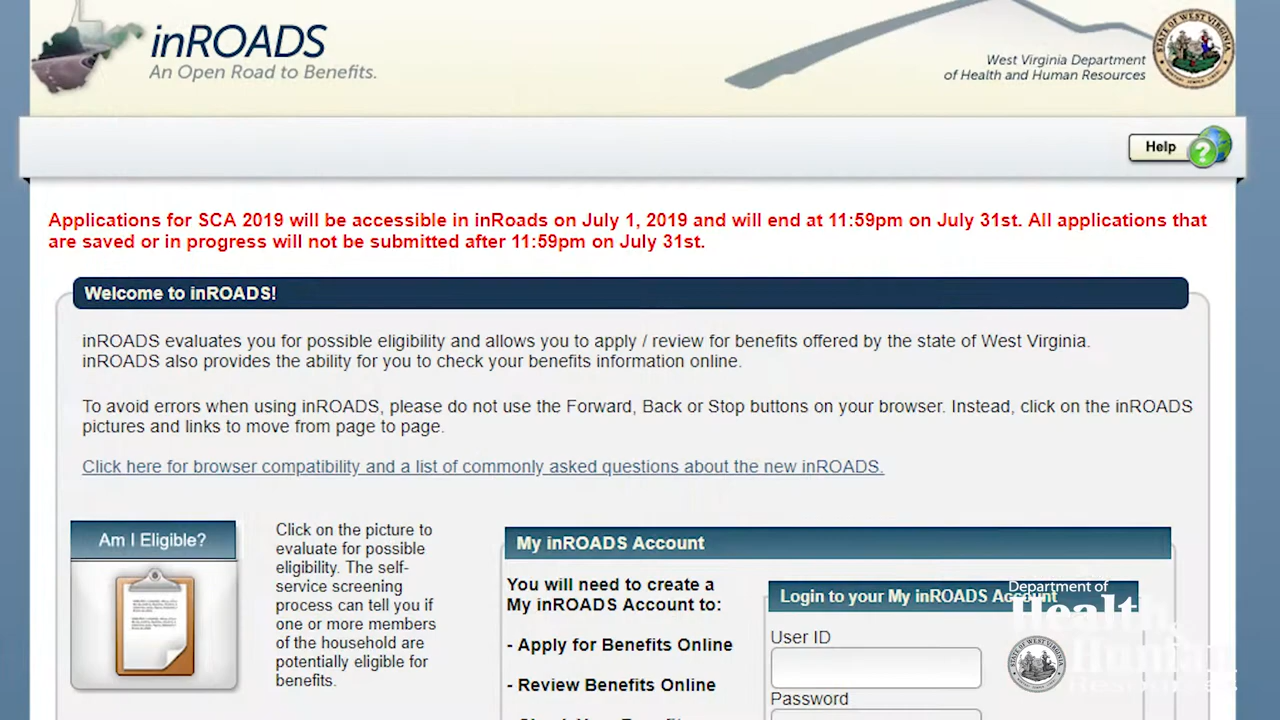 inROADS
An Open Road to Benefits.
West Virginia Department
of Health and Human Resources
STATE OF WEST VIRGINIA
Help
?
Applications for SCA 2019 will be accessible in inRoads on July 1, 2019 and will end at 11:59pm on July 31st. All applications that
are saved or in progress will not be submitted after 11:59pm on July 31st.
Welcome to inROADS!
inROADS evaluates you for possible eligibility and allows you to apply / review for benefits offered by the state of West Virginia.
inROADS also provides the ability for you to check your benefits information online.
To avoid errors when using inROADS, please do not use the Forward, Back or Stop buttons on your browser. Instead, click on the inROADS
pictures and links to move from page to page.
Click here for browser compatibility and a list of commonly asked questions about the new inROADS.
Am I Eligible?
Click on the picture to
evaluate for possible
eligibility. The self-
service screening
process can tell you if
one or more members
of the household are
potentially eligible for
benefits.
My inROADS Account
You will need to create a
My inROADS Account to:
- Apply for Benefits Online
- Review Benefits Online
Login to your My inROADS Account
User ID
Password
Department of
Health
Human
Resources